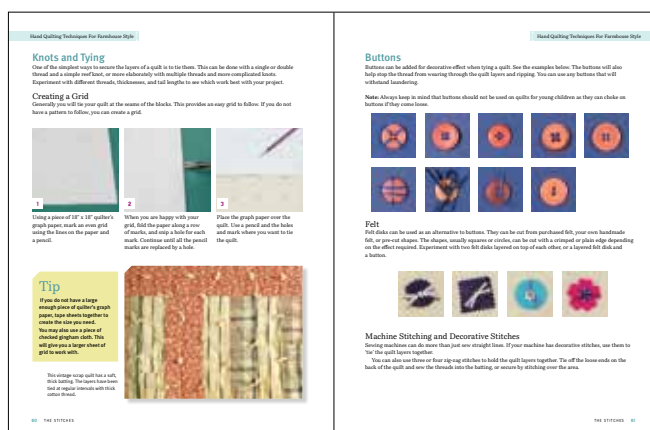 Hand Quilting Techniques For Farmhouse Style
Knots and Tying
One of the simplest ways to secure the layers of a quilt is to tie them. This can be done with a single or double
thread and a simple reef knot, or more elaborately with multiple threads and more complicated knots.
Experiment with different threads, thicknesses, and tail lengths to see which work best with your project.
Creating a Grid
Generally you will tie your quilt at the seams of the blocks. This provides an easy grid to follow. If you do not
have a pattern to follow, you can create a grid.
1
2
3
Using a piece of 18" x 18" quilter's
graph paper, mark an even grid
using the lines on the paper and
a pencil.
When you are happy with your
grid, fold the paper along a row
of marks, and snip a hole for each
mark. Continue until all the pencil
marks are replaced by a hole.
Place the graph paper over the
quilt. Use a pencil and the holes
and mark where you want to tie
the quilt.
Tip
If you do not have a large
enough piece of quilter's graph
paper, tape sheets together to
create the size you need.
You may also use a piece of
checked gingham cloth. This
will give you a larger sheet of
grid to work with.
This vintage scrap quilt has a soft,
thick batting. The layers have been
tied at regular intervals with thick
cotton thread.
60 THE STITCHES
Hand Quilting Techniques For Farmhouse Style
Buttons
Buttons can be added for decorative effect when tying a quilt. See the examples below. The buttons will also
help stop the thread from wearing through the quilt layers and ripping. You can use any buttons that will
withstand laundering.
Note: Always keep in mind that buttons should not be used on quilts for young children as they can choke on
buttons if they come loose.
Felt
Felt disks can be used as an alternative to buttons. They can be cut from purchased felt, your own handmade
felt, or pre-cut shapes. The shapes, usually squares or circles, can be cut with a crimped or plain edge depending
on the effect required. Experiment with two felt disks layered on top of each other, or a layered felt disk and
a button.
Machine Stitching and Decorative Stitches
Sewing machines can do more than just sew straight lines. If your machine has decorative stitches, use them to
'tie' the quilt layers together.
You can also use three or four zig-zag stitches to hold the quilt layers together. Tie off the loose ends on the
back of the quilt and sew the threads into the batting, or secure by stitching over the area.
THE STITCHES 61